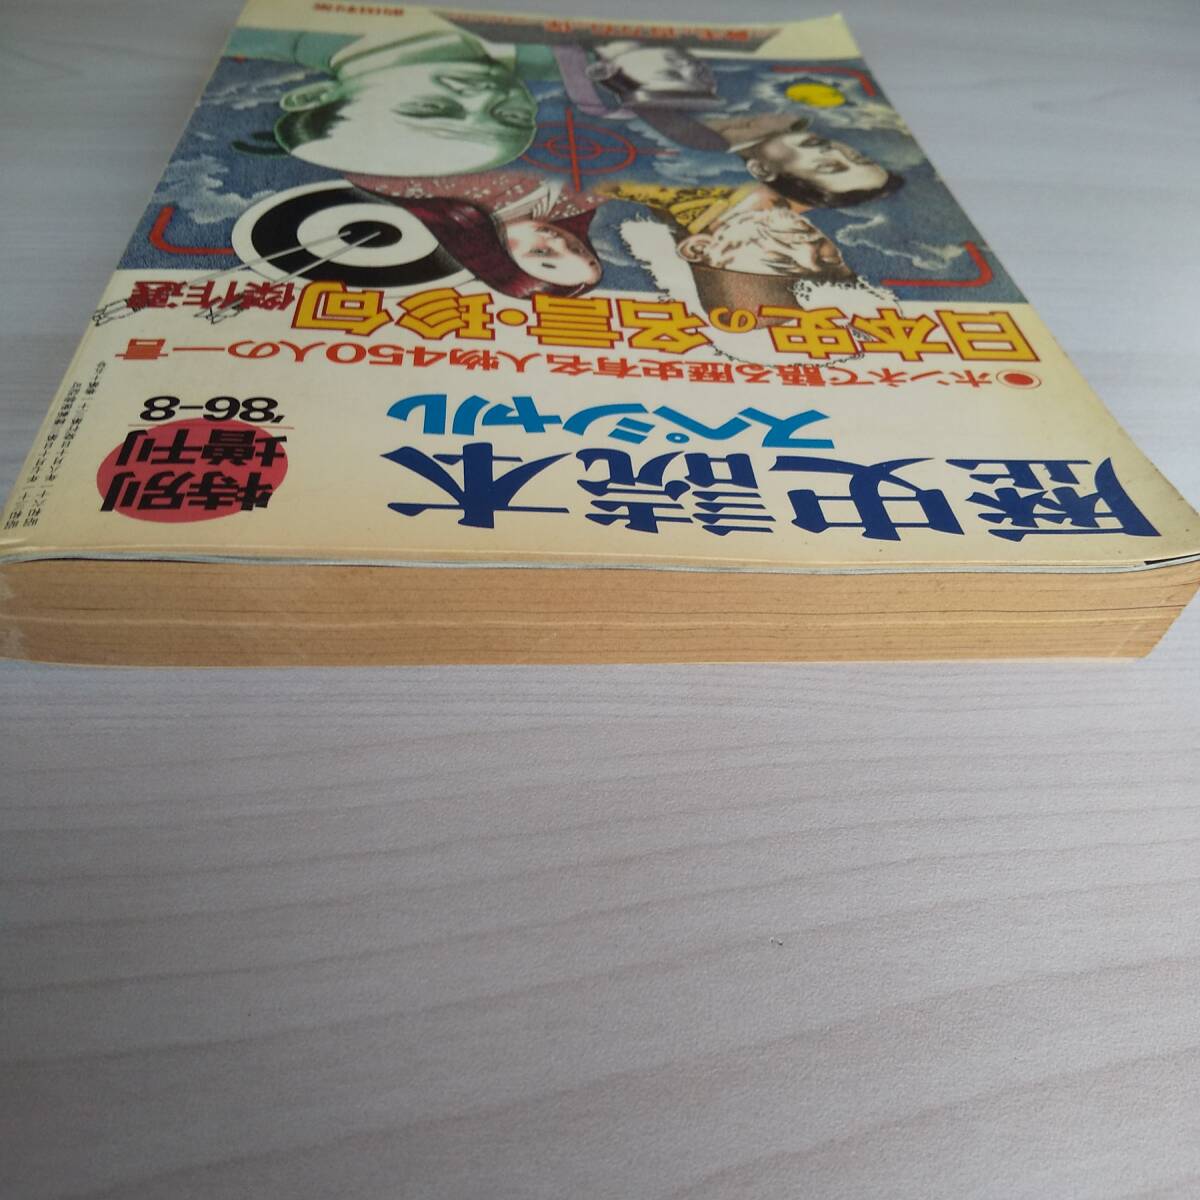 歴史読本
スペシャル
特別
増刊
'86-8
●ホンネで語る歴史有名人物450人の一言
日本史の名言・珍句
傑作選